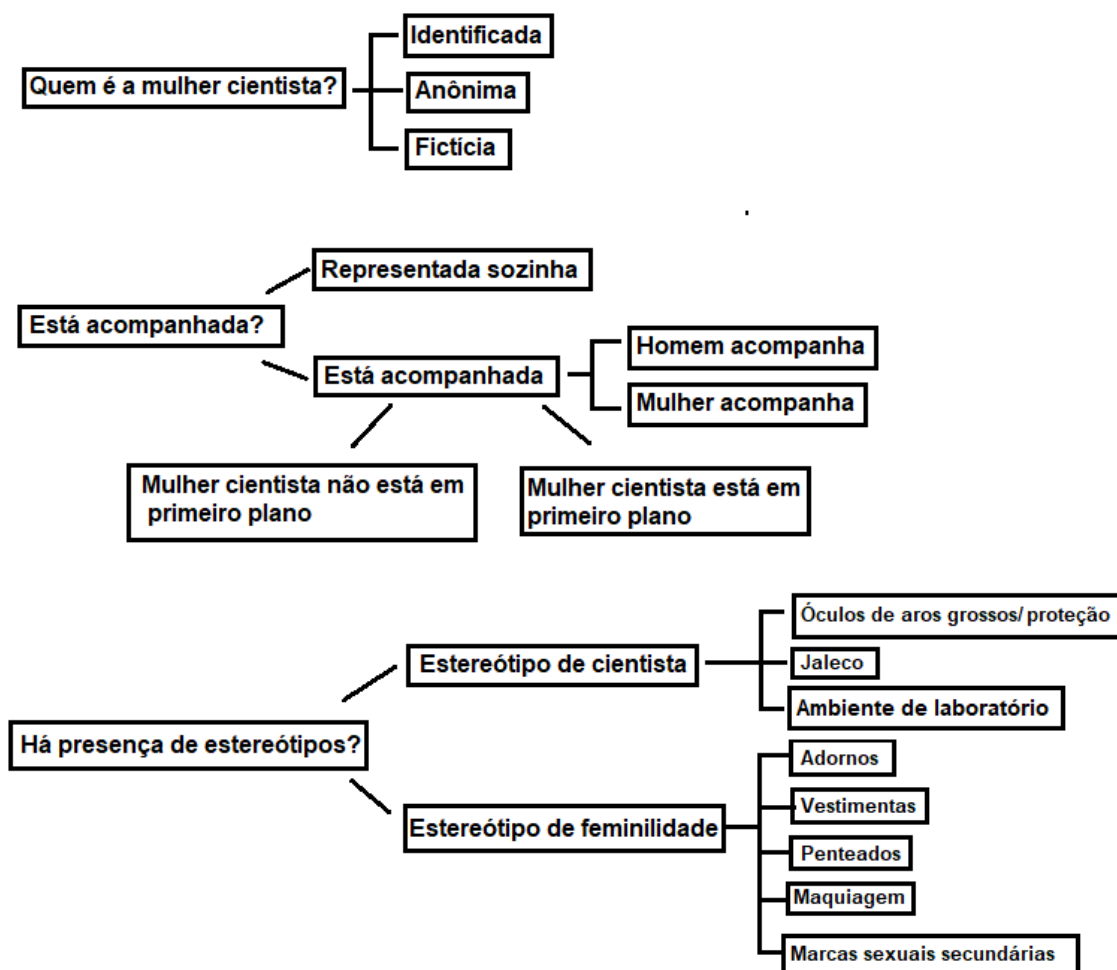 Identificada
Quem é a mulher cientista?
Anônima
Fictícia
Representada sozinha
Está acompanhada?
Homem acompanha
Está acompanhada
Mulher acompanha
Mulher cientista não está em
primeiro plano
Mulher cientista está em
primeiro plano
Óculos de aros grossos/ proteção
Estereótipo de cientista
Jaleco
Ambiente de laboratório
Há presença de estereótipos?
Adornos
Vestimentas
Estereótipo de feminilidade
Penteados
Maquiagem
Marcas sexuais secundárias